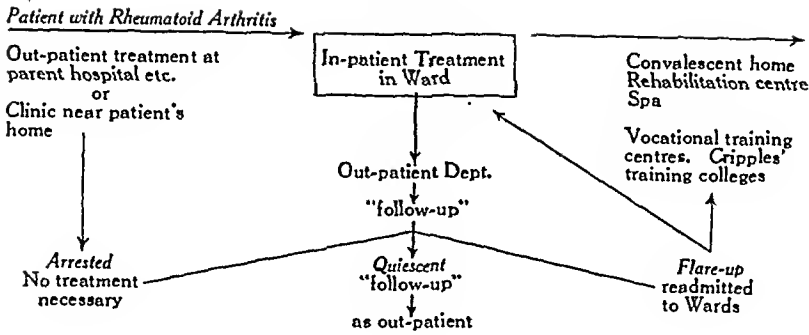 Patient with Rheumatoid Arthritis
Out-patient treatment at
parent hospital etc.
or
Clinic near patient's
home
In-patient Treatment
in Ward
Convalescent home
Rehabilitation centre
Spa
Vocational training
centres. Cripples'
training colleges
Out-patient Dept.
"follow-up"
Arrested
No treatment
necessary
Quiescent
"follow-up"
as out-patient
Flare-up
readmitted
to Wards